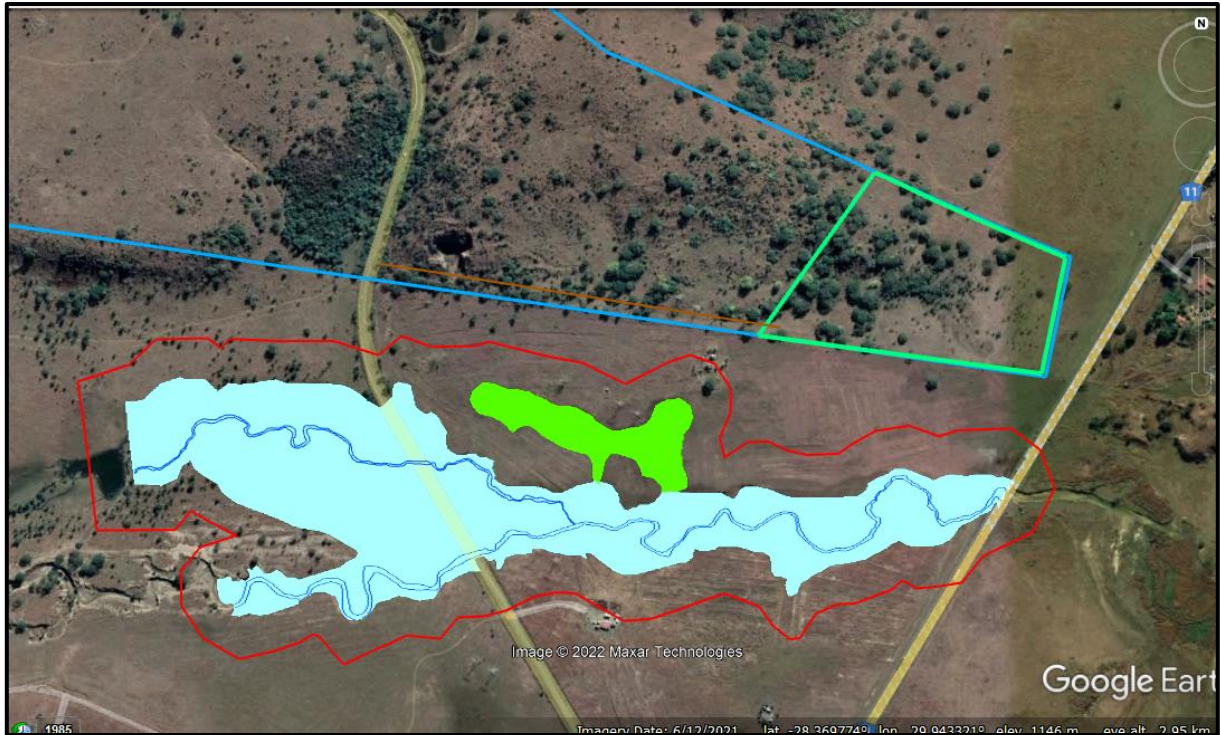 N
11
Image © 2022 Maxar Technologies
Google Eart
1985
Imagery Date: 6/12/2021 lat -28.369774° lon 29.943321° elev 1146 m eye alt 2.95 km